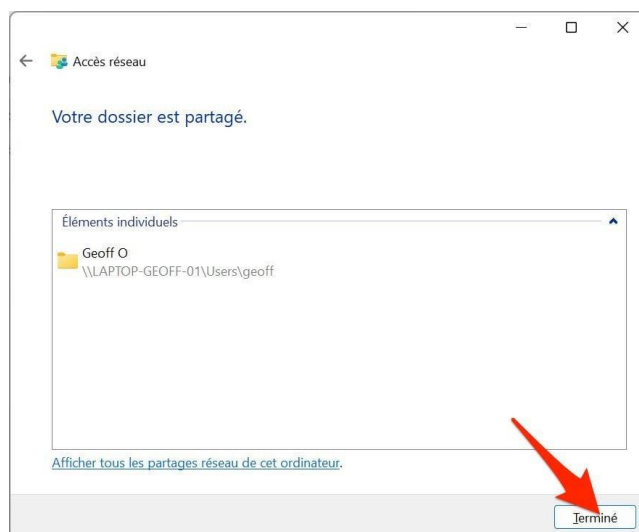 Accès réseau
Votre dossier est partagé.
Éléments individuels
Geoff O
\\LAPTOP-GEOFF-01\Users\geoff
Afficher tous les partages réseau de cet ordinateur.
Terminé